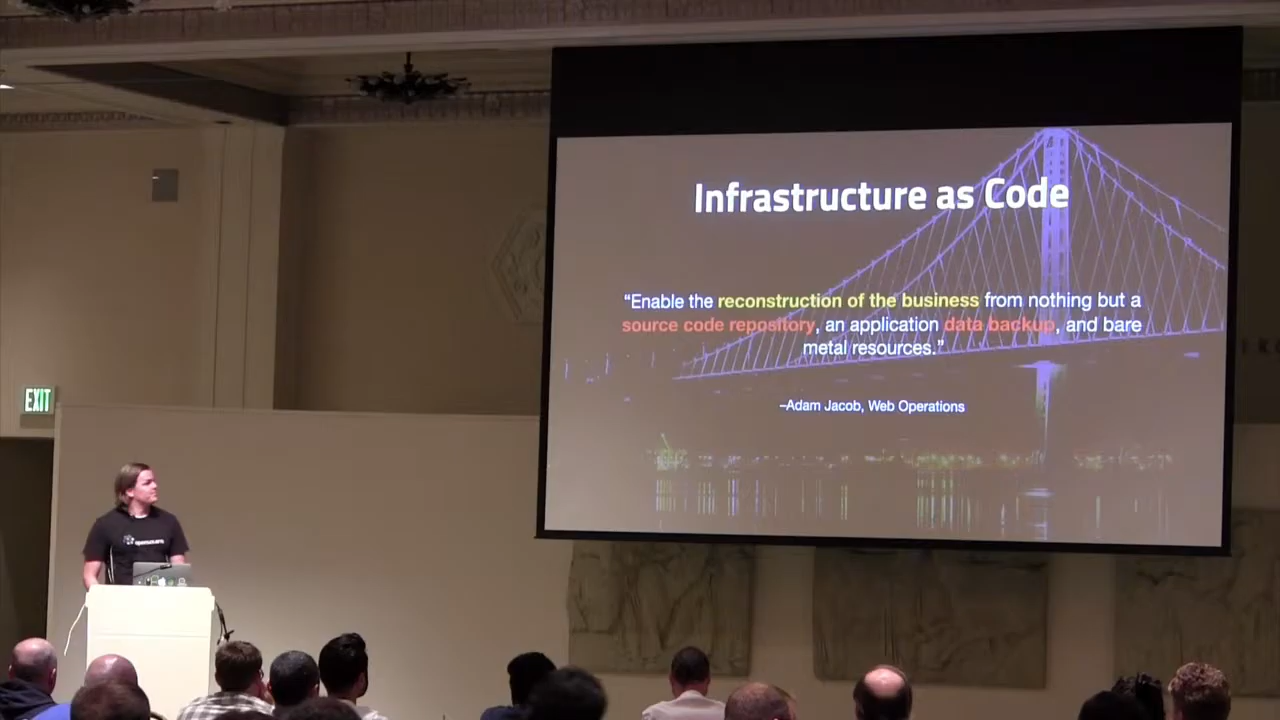 Infrastructure as Code
“Enable the reconstruction of the business from nothing but a
source code repository, an application data backup, and bare
metal resources.”
–Adam Jacob, Web Operations
EXIT